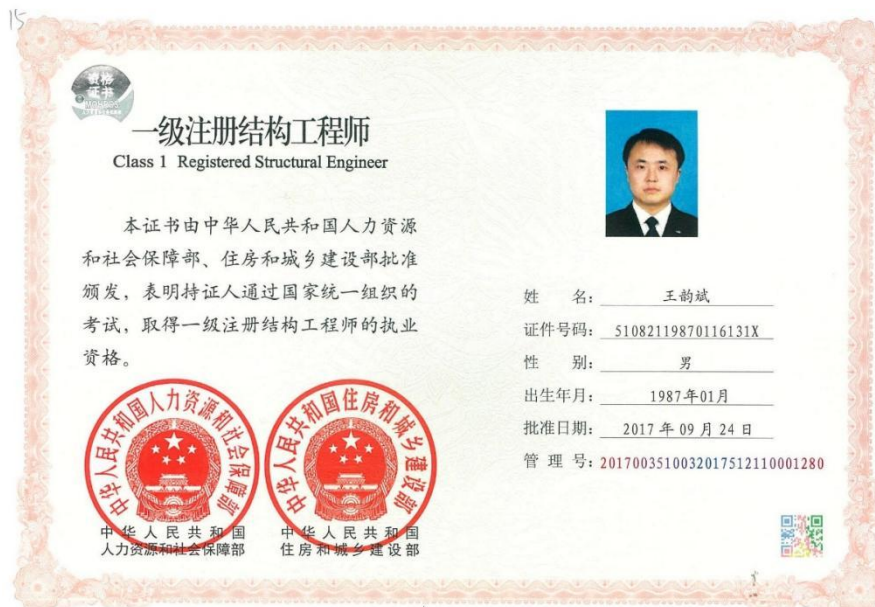 15
资格
证书
一级注册结构工程师
Class 1 Registered Structural Engineer
本证书由中华人民共和国人力资源
和社会保障部、住房和城乡建设部批准
颁发，表明持证人通过国家统一组织的
考试，取得一级注册结构工程师的执业
资格。
中华人民共和国人力资源和社会保障部
中华人民共和国住房和城乡建设部
中华人民共和国
人力资源和社会保障部
中华人民共和国
住房和城乡建设部
姓 名： 王韵斌
证件号码： 51082119870116131X
性 别： 男
出生年月： 1987年01月
批准日期： 2017 年 09 月 24 日
管 理 号： 2017003510032017512110001280